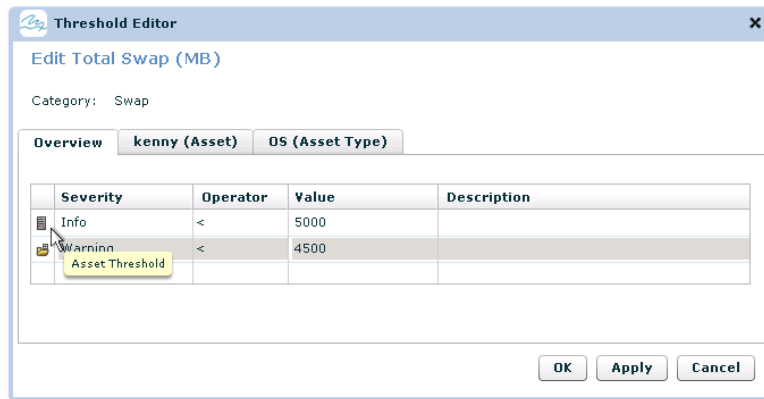 Threshold Editor
Edit Total Swap (MB)
Category: Swap
Overview kenny (Asset) OS (Asset Type)
Severity Operator Value Description
Info < 5000
Warning < 4500
Asset Threshold
OK Apply Cancel